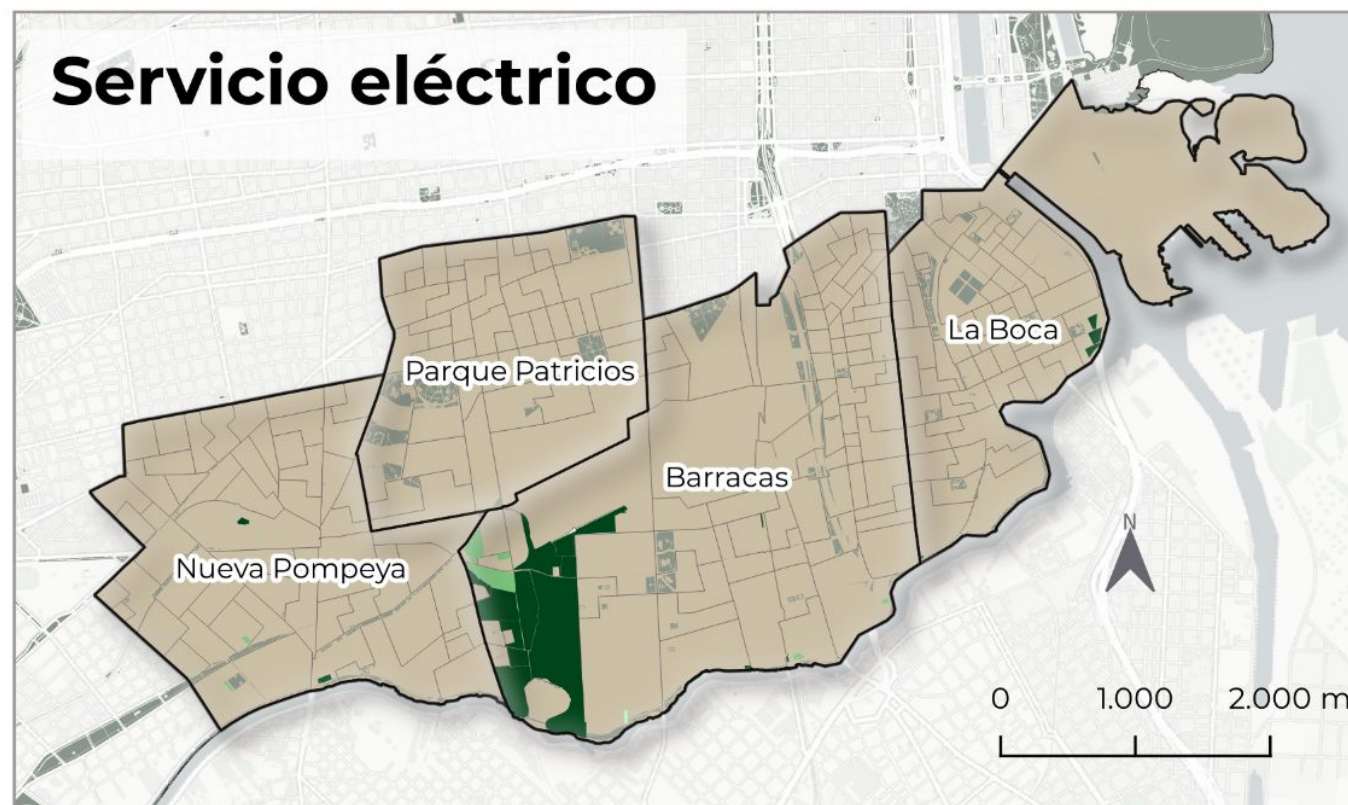 Servicio eléctrico
La Boca
Parque Patricios
Barracas
N
Nueva Pompeya
0 1.000 2.000 m